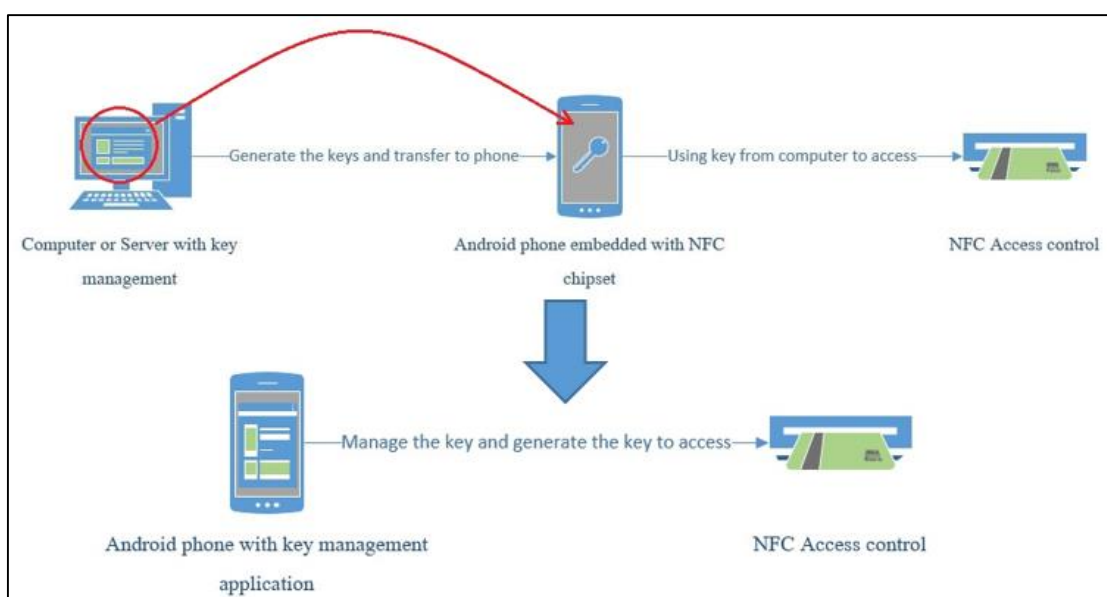 Generate the keys and transfer to phone
Using key from computer to access
Computer or Server with key
management
Android phone embedded with NFC
chipset
NFC Access control
Manage the key and generate the key to access
Android phone with key management
application
NFC Access control